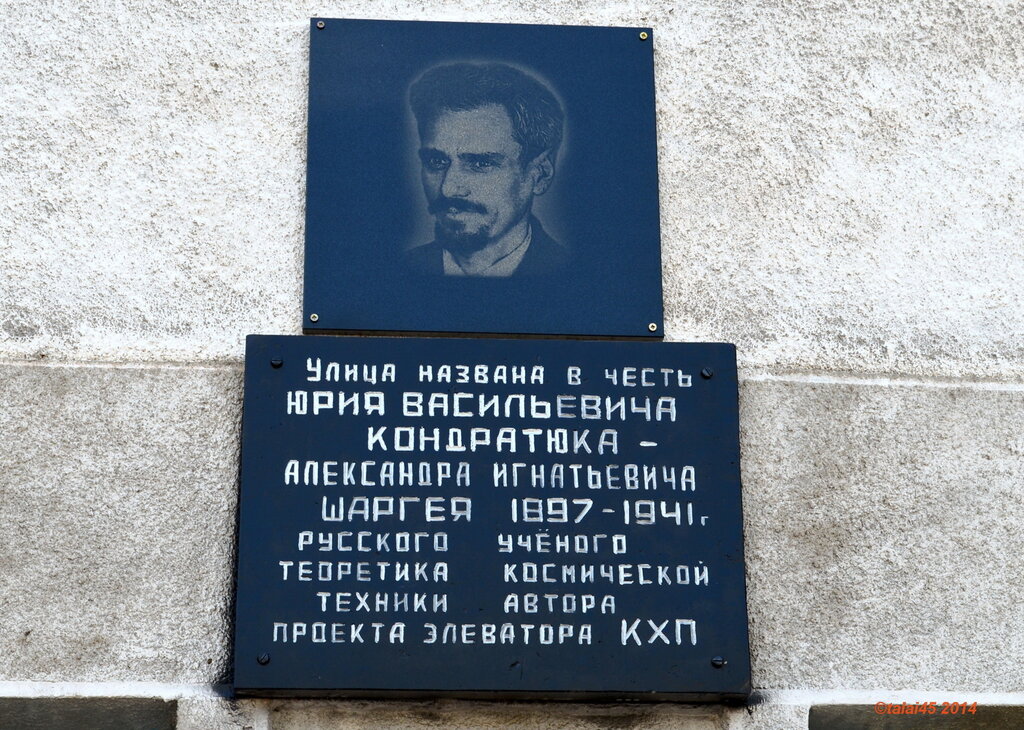 Улица названа в честь
ЮРИЯ ВАСИЛЬЕВИЧА
КОНДРАТЮКА –
АЛЕКСАНДРА ИГНАТЬЕВИЧА
ШАРГЕЯ 1897-1941г.
РУССКОГО УЧЁНОГО
ТЕОРЕТИКА КОСМИЧЕСКОЙ
ТЕХНИКИ АВТОРА
ПРОЕКТА ЭЛЕВАТОРА КХП
©talai45 2014